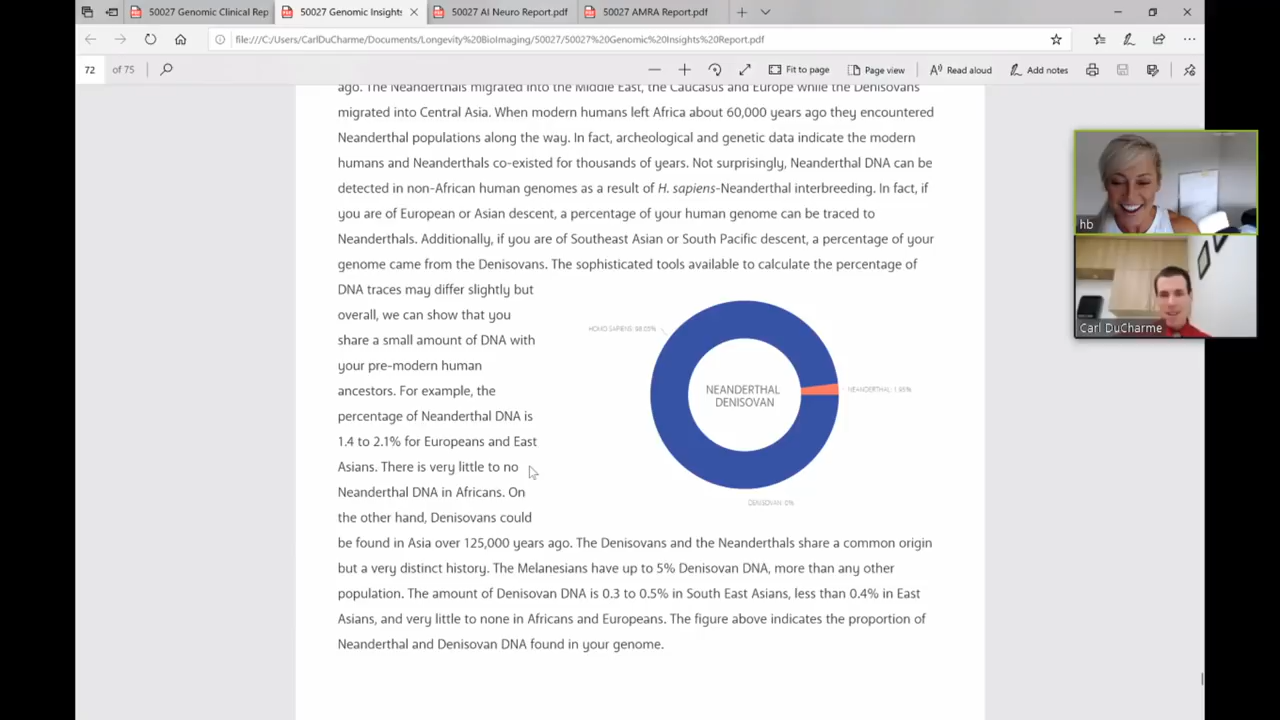 50027 Genomic Clinical Rep
50027 Genomic Insights
50027 AI Neuro Report.pdf
50027 AMRA Report.pdf
file:///C:/Users/CarlDuCharme/Documents/Longevity%20BioImaging/50027/50027%20Genomic%20Insights%20Report.pdf
72 of 75
Fit to page
Page view
Read aloud
Add notes
ago. The Neanderthals migrated into the Middle East, the Caucasus and Europe while the Denisovans
migrated into Central Asia. When modern humans left Africa about 60,000 years ago they encountered
Neanderthal populations along the way. In fact, archeological and genetic data indicate the modern
humans and Neanderthals co-existed for thousands of years. Not surprisingly, Neanderthal DNA can be
detected in non-African human genomes as a result of H. sapiens-Neanderthal interbreeding. In fact, if
you are of European or Asian descent, a percentage of your human genome can be traced to
Neanderthals. Additionally, if you are of Southeast Asian or South Pacific descent, a percentage of your
genome came from the Denisovans. The sophisticated tools available to calculate the percentage of
DNA traces may differ slightly but
overall, we can show that you
share a small amount of DNA with
your pre-modern human
ancestors. For example, the
percentage of Neanderthal DNA is
1.4 to 2.1% for Europeans and East
Asians. There is very little to no
Neanderthal DNA in Africans. On
the other hand, Denisovans could
be found in Asia over 125,000 years ago. The Denisovans and the Neanderthals share a common origin
but a very distinct history. The Melanesians have up to 5% Denisovan DNA, more than any other
population. The amount of Denisovan DNA is 0.3 to 0.5% in South East Asians, less than 0.4% in East
Asians, and very little to none in Africans and Europeans. The figure above indicates the proportion of
Neanderthal and Denisovan DNA found in your genome.
HOMO SAPIENS:
NEANDERTHAL
DENISOVAN
NEANDERTHAL:
DENISOVAN: 0%
hb
Carl DuCharme